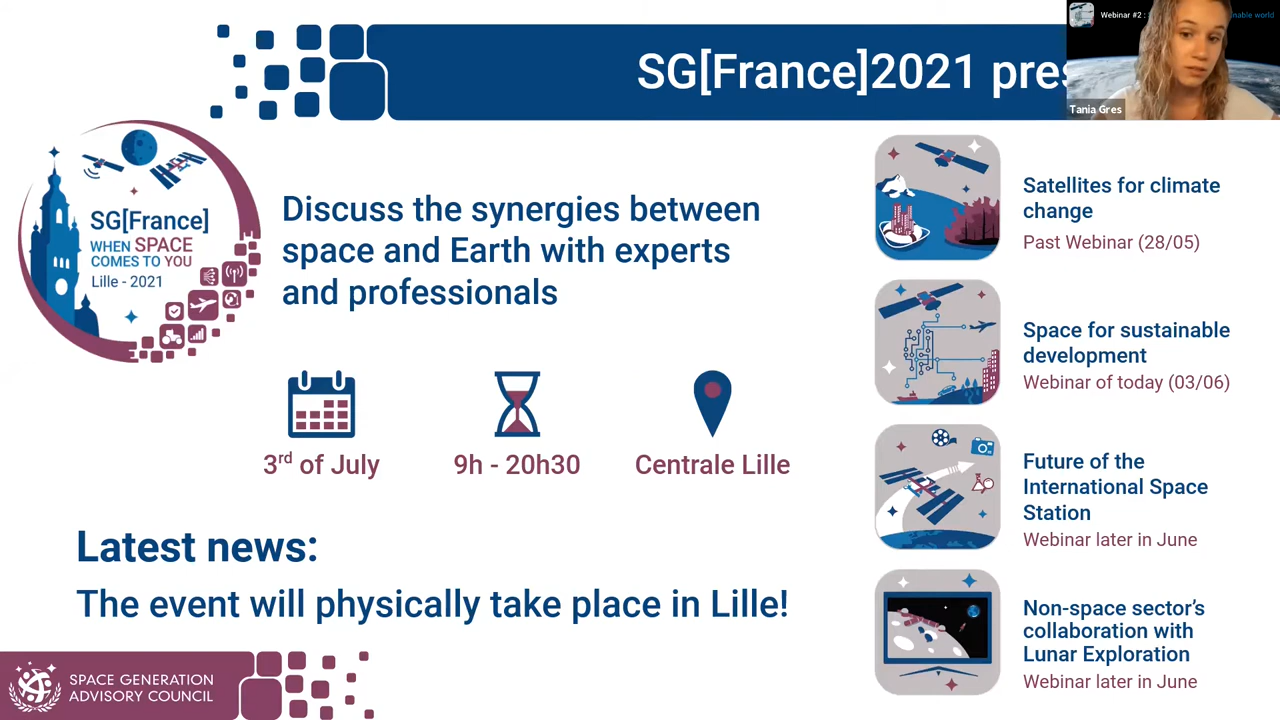 SG[France]2021
Webinar #2 :
nable world
Tania Gres
SG[France]
WHEN SPACE
COMES TO YOU
Lille - 2021
Discuss the synergies between
space and Earth with experts
and professionals
3rd of July
9h - 20h30
Centrale Lille
Latest news:
The event will physically take place in Lille!
Satellites for climate
change
Past Webinar (28/05)
Space for sustainable
development
Webinar of today (03/06)
Future of the
International Space
Station
Webinar later in June
Non-space sector’s
collaboration with
Lunar Exploration
Webinar later in June
SPACE GENERATION
ADVISORY COUNCIL